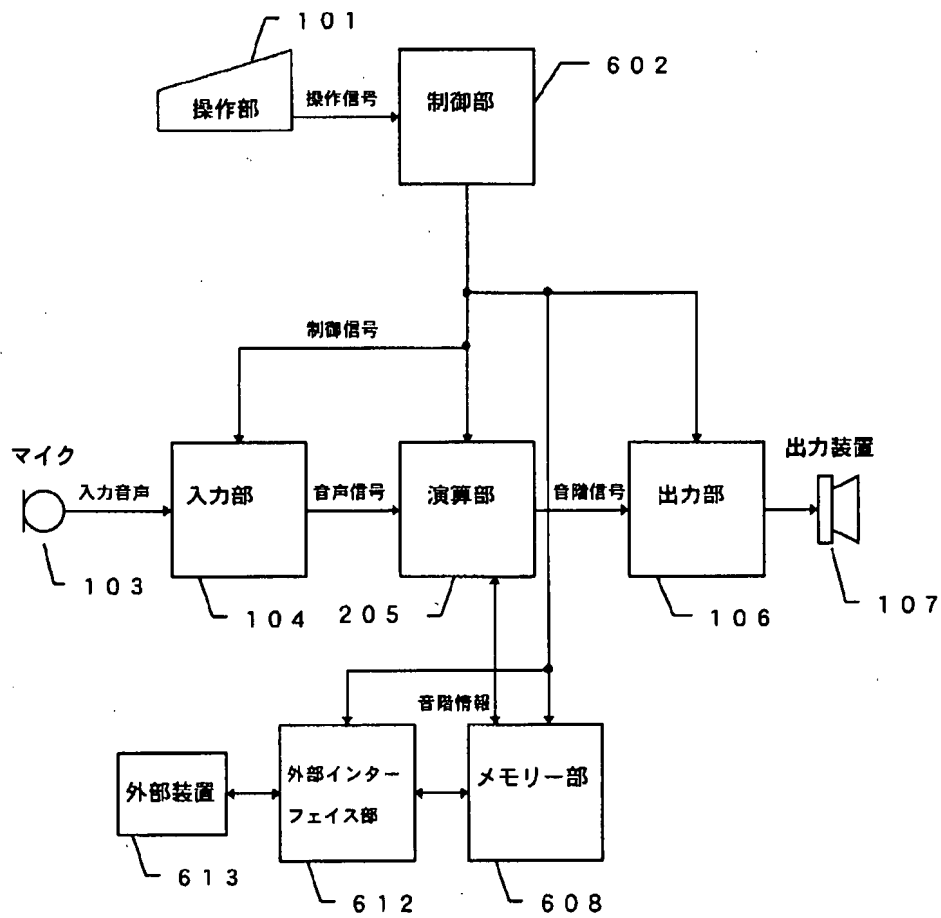 １０１
操作部
操作信号
制御部
６０２
制御信号
マイク
入力音声
１０３
入力部
１０４
音声信号
演算部
２０５
音階信号
出力部
１０６
出力装置
１０７
音階情報
外部装置
６１３
外部インター
フェイス部
６１２
メモリー部
６０８